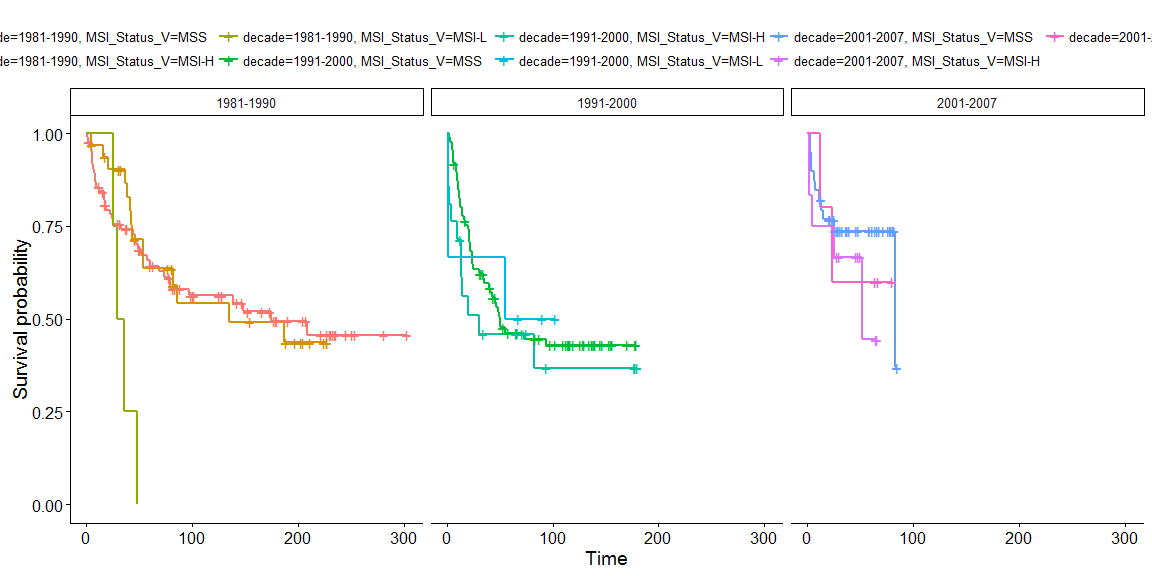 de=1981-1990, MSI_Status_V=MSS decade=1981-1990, MSI_Status_V=MSI-L decade=1991-2000, MSI_Status_V=MSI-H decade=2001-2007, MSI_Status_V=MSS decade=2001-
de=1981-1990, MSI_Status_V=MSI-H decade=1991-2000, MSI_Status_V=MSS decade=1991-2000, MSI_Status_V=MSI-L decade=2001-2007, MSI_Status_V=MSI-H
1981-1990 1991-2000 2001-2007
Survival probability
1.00
0.75
0.50
0.25
0.00
0 100 200 300 0 100 200 300 0 100 200 300
Time